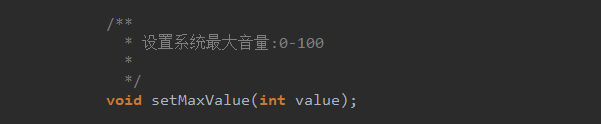 /**
* 设置系统最大音量:0-100
*
*/
void setMaxValue(int value);